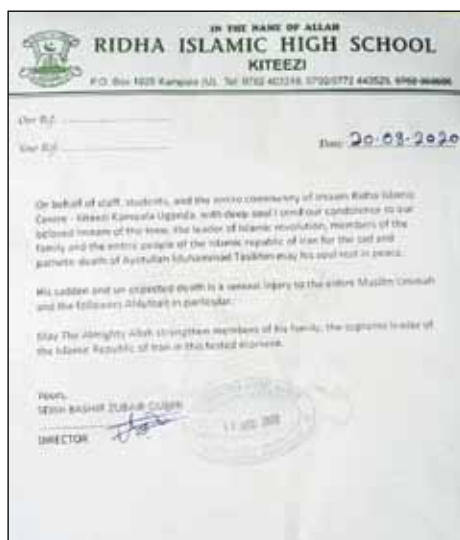 IN THE NAME OF ALLAH
RIDHA ISLAMIC HIGH SCHOOL
KITEEZI
P.O. Box Kampala (U). Tel:
Our Ref:
Your Ref:
Date: 20-08-2020
On behalf of staff, students, and the entire community of Imaam Ridha Islamic
Centre - Kiteezi Kampala Uganda, with deep soul I send our condolence to our
beloved Imaam of the time, the leader of Islamic revolution, members of the
family and the entire people of the Islamic republic of Iran for the sad and
pathetic death of Ayatullah Muhammad may his soul rest in peace.
His sudden and un expected death is a serious injury to the entire Muslim Ummah
and the followers in particular.
May The Almighty Allah strengthen members of his family, the supreme leader of
the Islamic Republic of Iran in this tested moment.
Yours,
BASHIR ZUBAIR
DIRECTOR